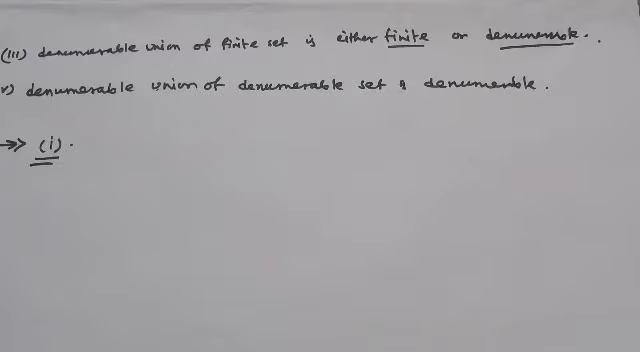 (iii) denumerable union of finite set is either finite or denumerable.
v) denumerable union of denumerable set is denumerable.
→> (i).